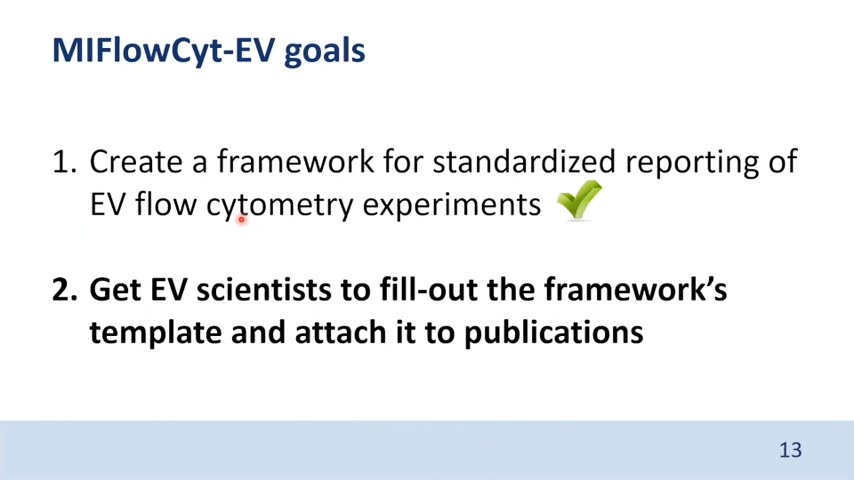 MIFlowCyt-EV goals
1. Create a framework for standardized reporting of
EV flow cytometry experiments
2. Get EV scientists to fill-out the framework’s
template and attach it to publications
13